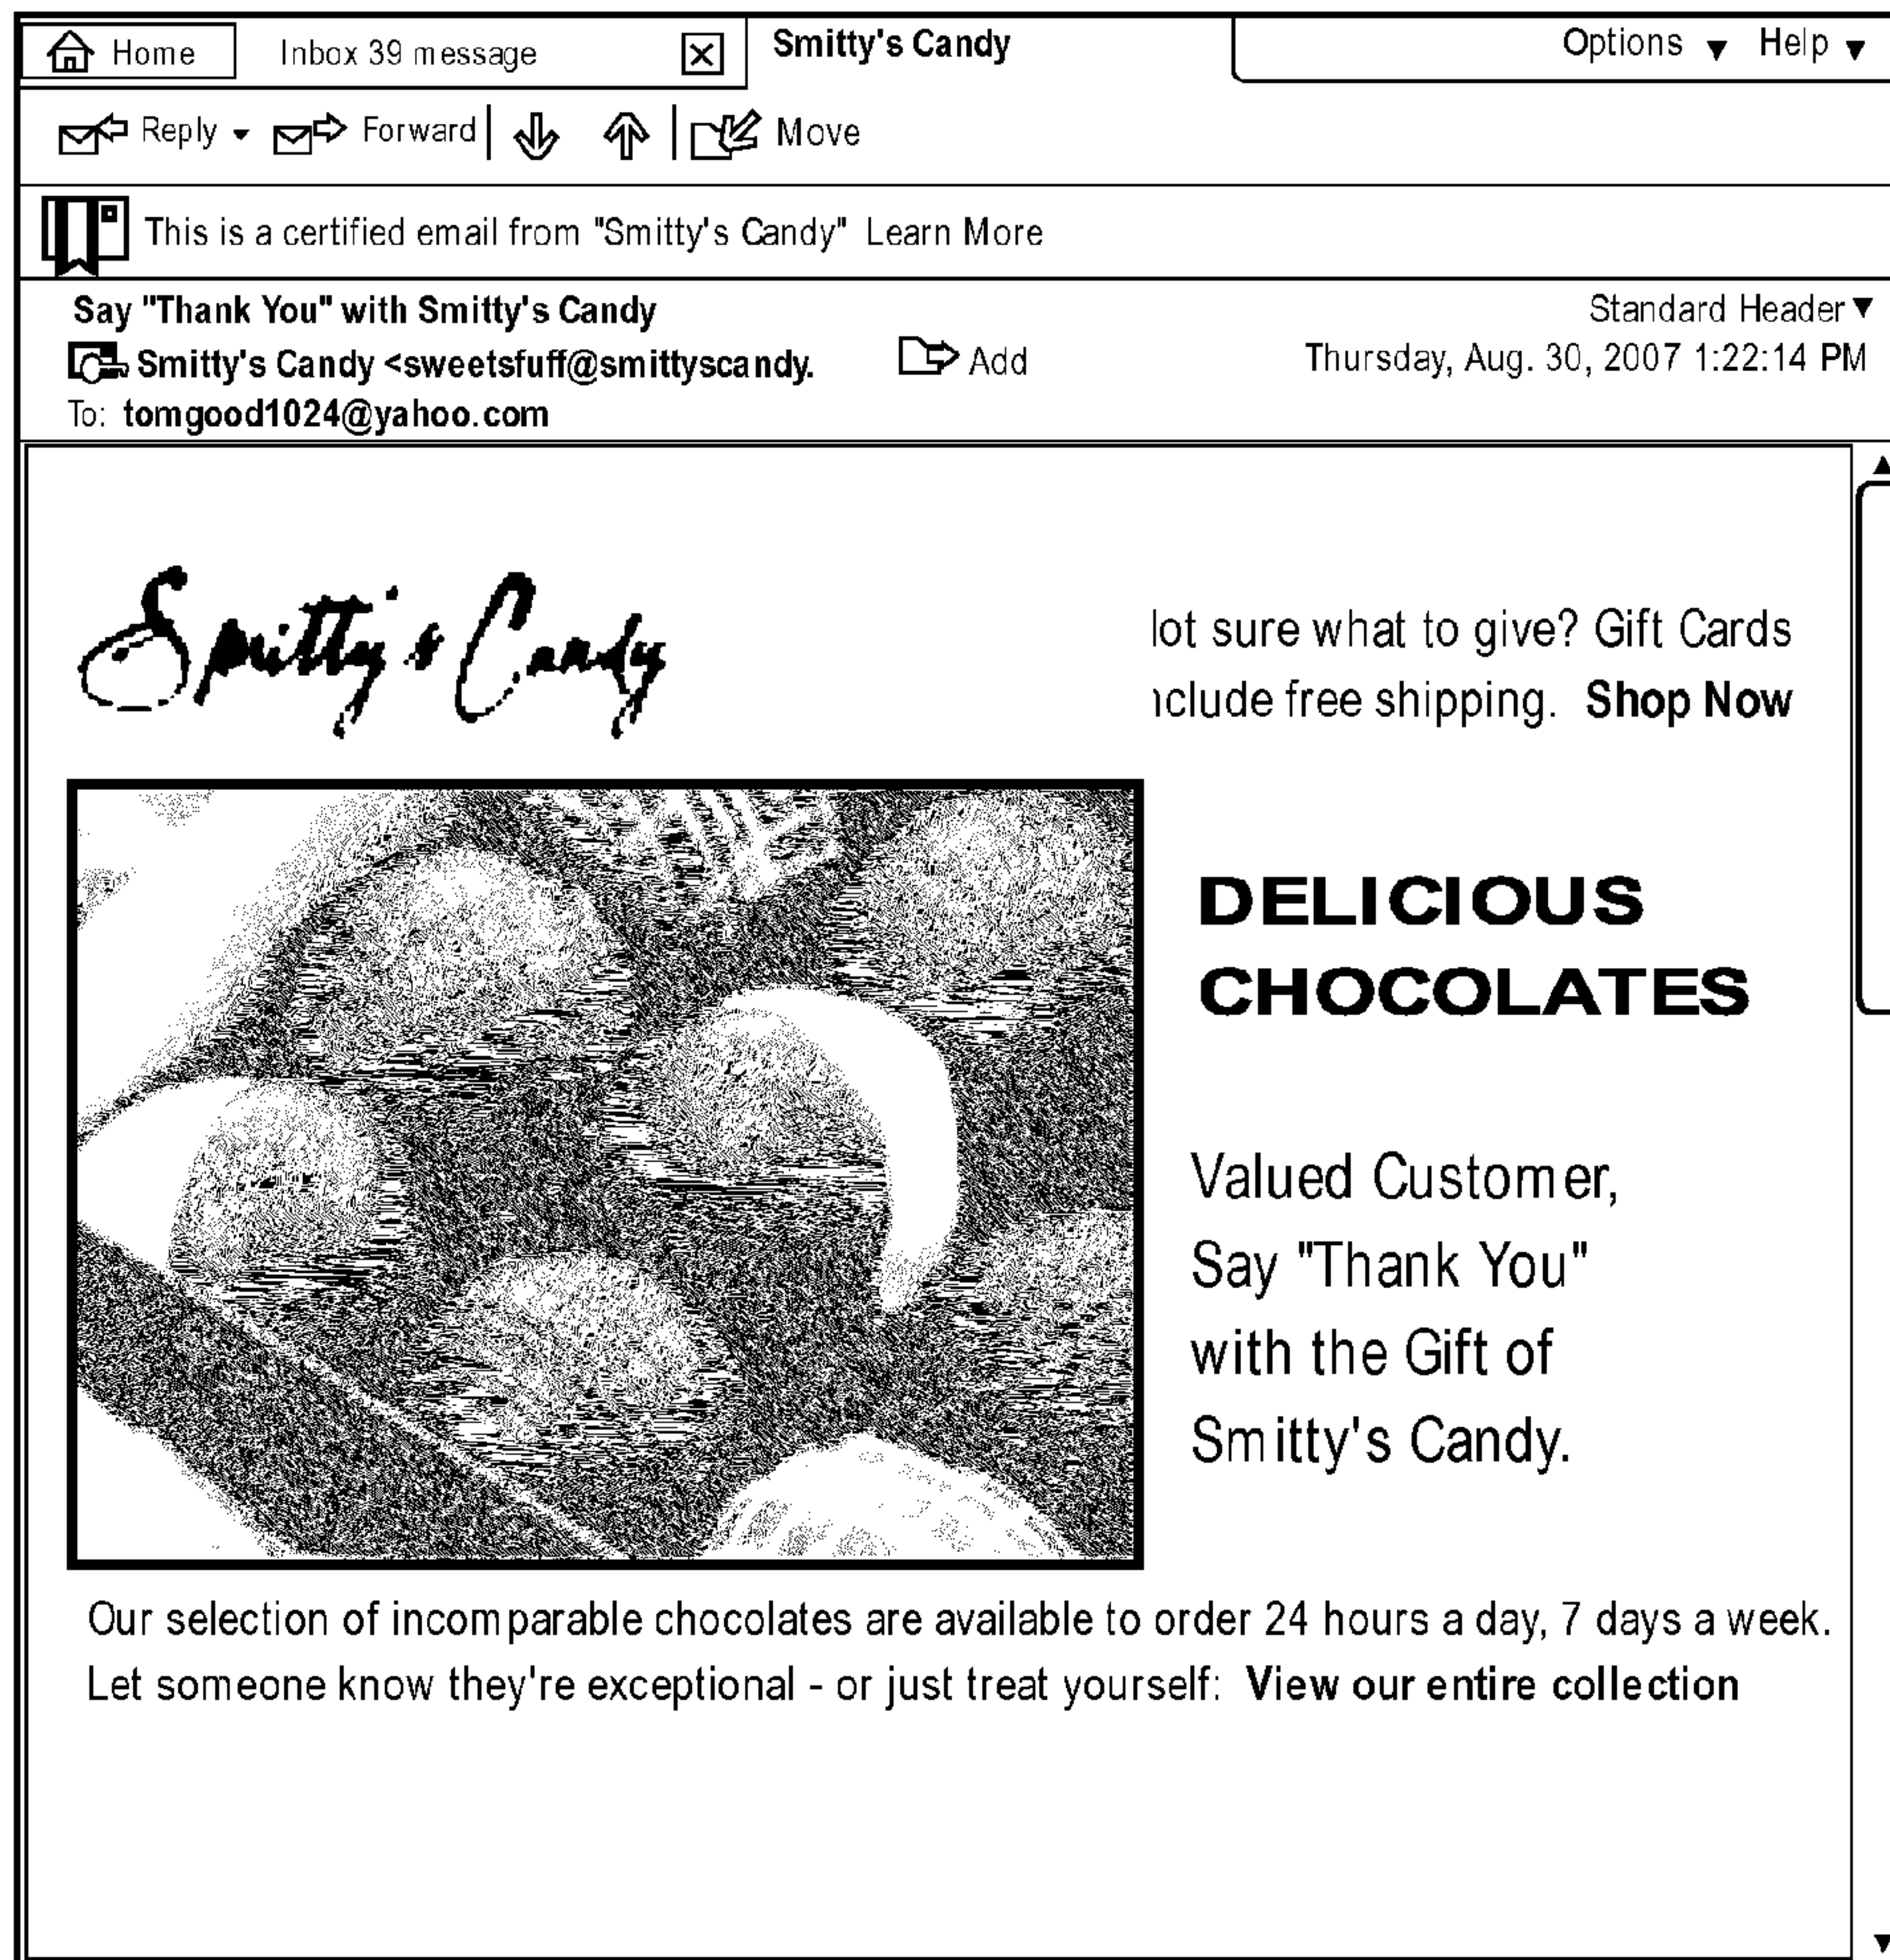 Home Inbox 39 message Smitty's Candy Options Help
Reply Forward Move
This is a certified email from "Smitty's Candy" Learn More
Say "Thank You" with Smitty's Candy Standard Header
Smitty's Candy <sweetsfuff@smittyscandy. Add Thursday, Aug. 30, 2007 1:22:14 PM
To: tomgood1024@yahoo.com
Smitty's Candy
lot sure what to give? Gift Cards
nclude free shipping. Shop Now
DELICIOUS
CHOCOLATES
Valued Customer,
Say "Thank You"
with the Gift of
Smitty's Candy.
Our selection of incomparable chocolates are available to order 24 hours a day, 7 days a week.
Let someone know they're exceptional - or just treat yourself: View our entire collection